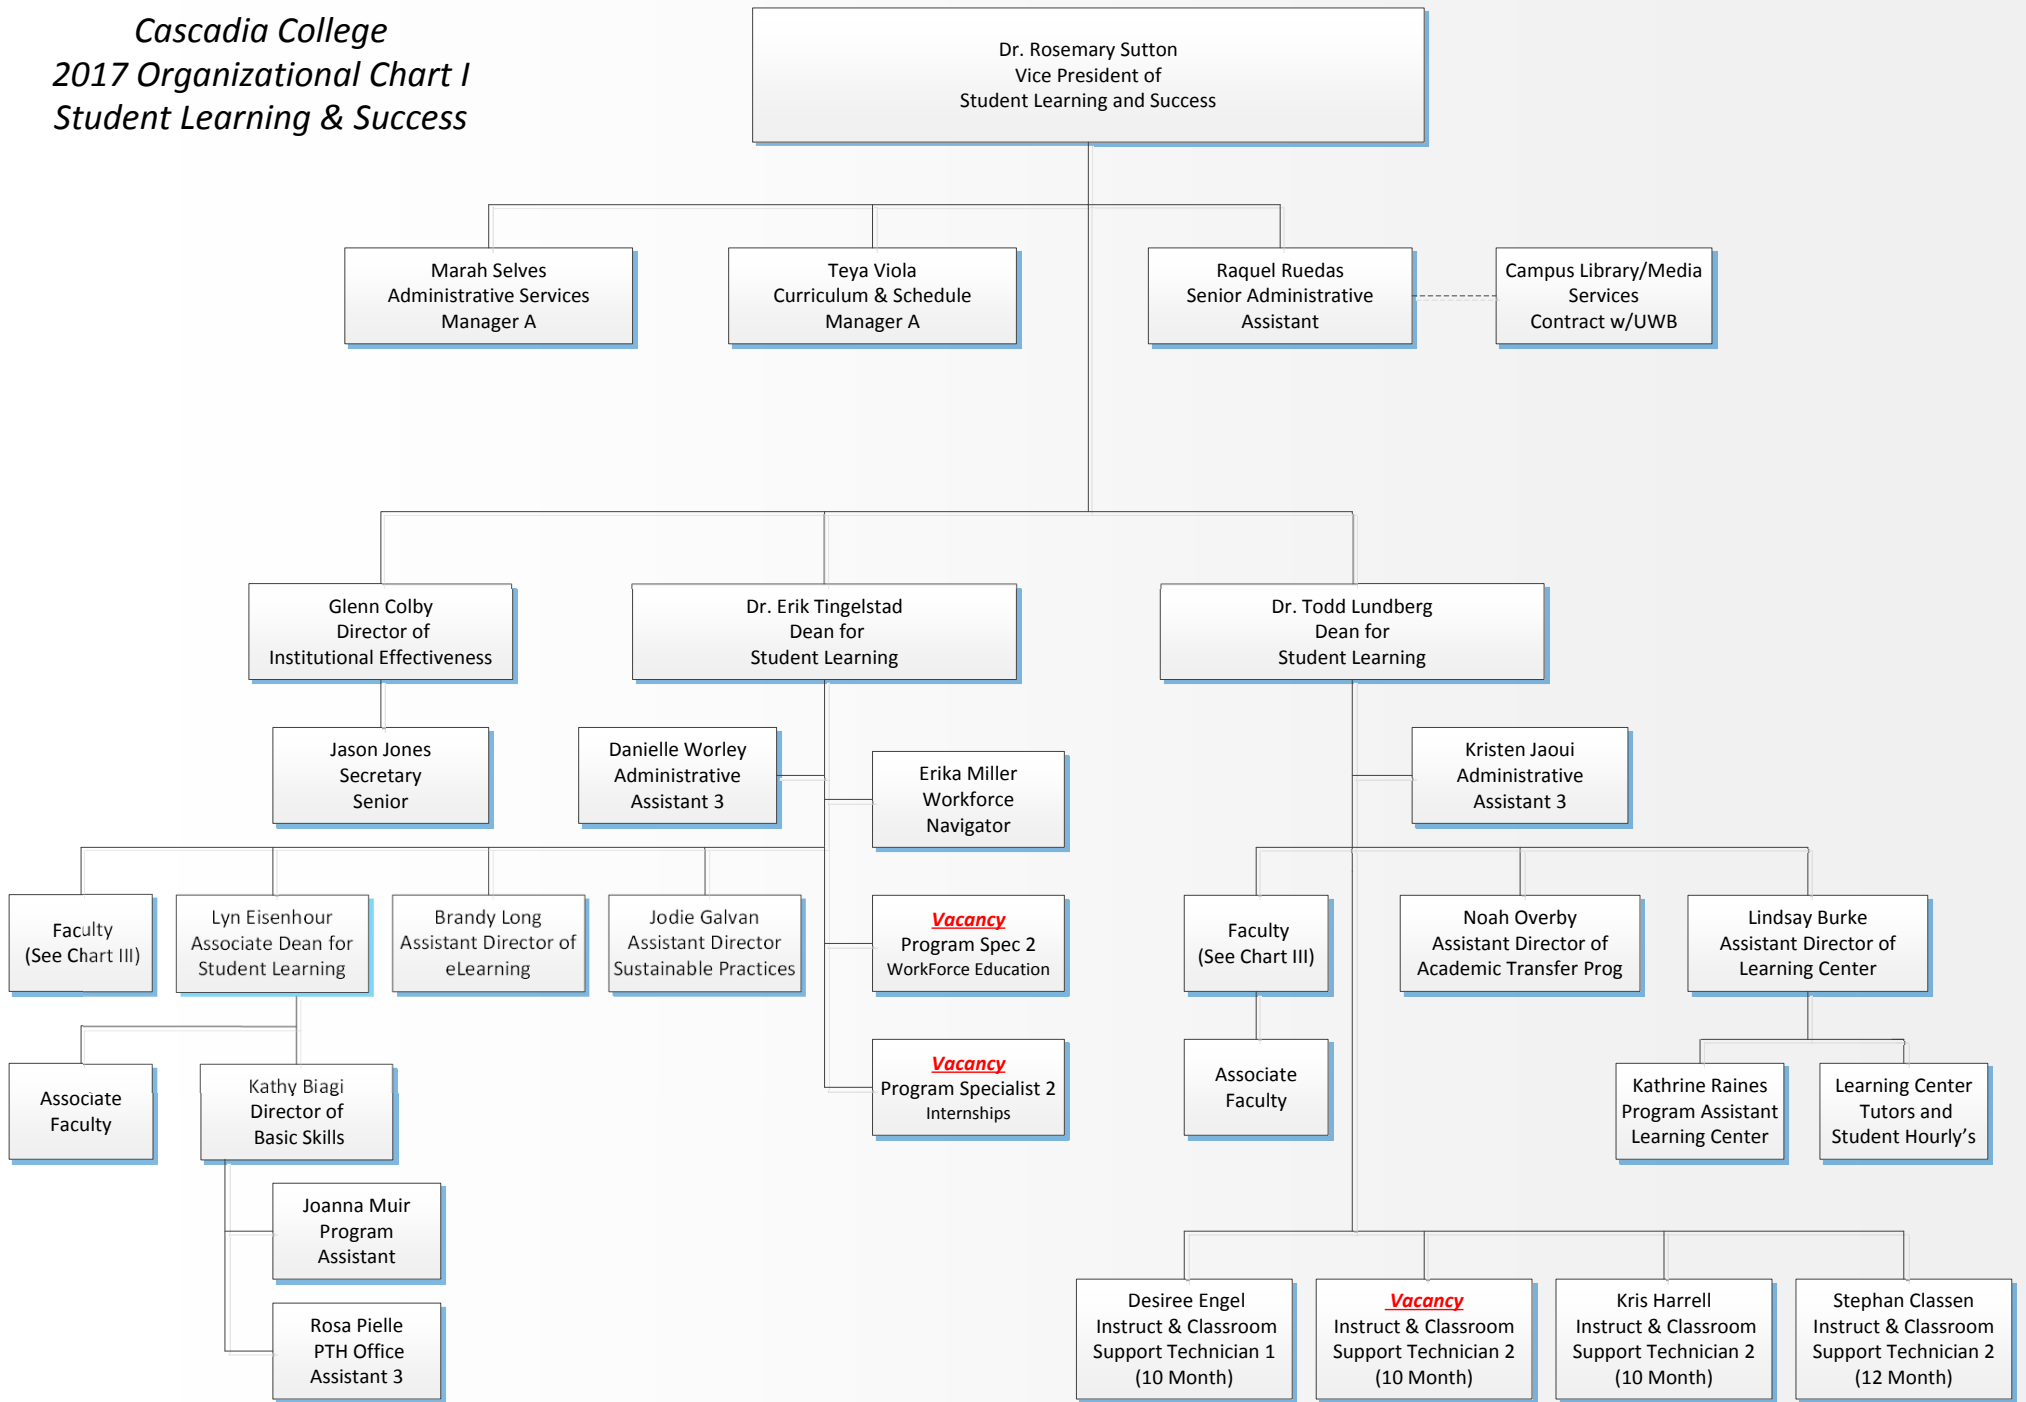 Cascadia College
2017 Organizational Chart I
Student Learning & Success
Dr. Rosemary Sutton
Vice President of
Student Learning and Success
Marah Selves
Administrative Services
Manager A
Teya Viola
Curriculum & Schedule
Manager A
Raquel Ruedas
Senior Administrative
Assistant
Campus Library/Media
Services
Contract w/UWB
Glenn Colby
Director of
Institutional Effectiveness
Dr. Erik Tingelstad
Dean for
Student Learning
Dr. Todd Lundberg
Dean for
Student Learning
Jason Jones
Secretary
Senior
Danielle Worley
Administrative
Assistant 3
Erika Miller
Workforce
Navigator
Kristen Jaoui
Administrative
Assistant 3
Faculty
(See Chart III)
Lyn Eisenhour
Associate Dean for
Student Learning
Brandy Long
Assistant Director of
eLearning
Jodie Galvan
Assistant Director
Sustainable Practices
Vacancy
Program Spec 2
WorkForce Education
Faculty
(See Chart III)
Noah Overby
Assistant Director of
Academic Transfer Prog
Lindsay Burke
Assistant Director of
Learning Center
Associate
Faculty
Kathy Biagi
Director of
Basic Skills
Vacancy
Program Specialist 2
Internships
Associate
Faculty
Kathrine Raines
Program Assistant
Learning Center
Learning Center
Tutors and
Student Hourly's
Joanna Muir
Program
Assistant
Rosa Pielle
PTH Office
Assistant 3
Desiree Engel
Instruct & Classroom
Support Technician 1
(10 Month)
Vacancy
Instruct & Classroom
Support Technician 2
(10 Month)
Kris Harrell
Instruct & Classroom
Support Technician 2
(10 Month)
Stephan Classen
Instruct & Classroom
Support Technician 2
(12 Month)